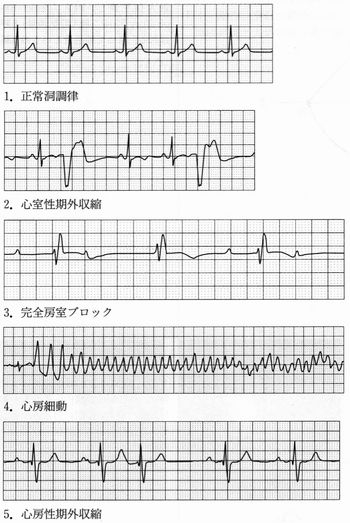 1. 正常洞調律
2. 心室性期外収縮
3. 完全房室ブロック
4. 心房細動
5. 心房性期外収縮